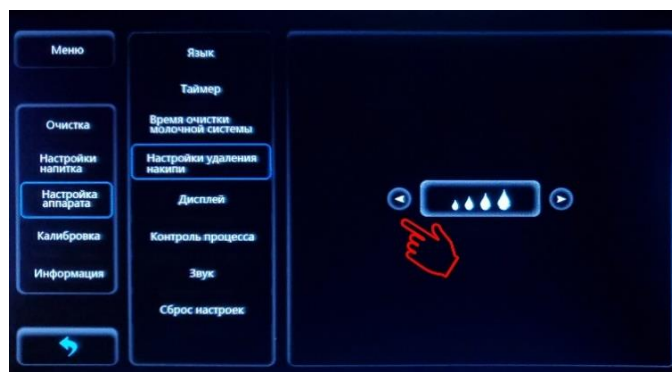 Меню
Очистка
Настройки
напитка
Настройка
аппарата
Калибровка
Информация
Язык
Таймер
Время очистки
молочной системы
Настройки удаления
накипи
Дисплей
Контроль процесса
Звук
Сброс настроек